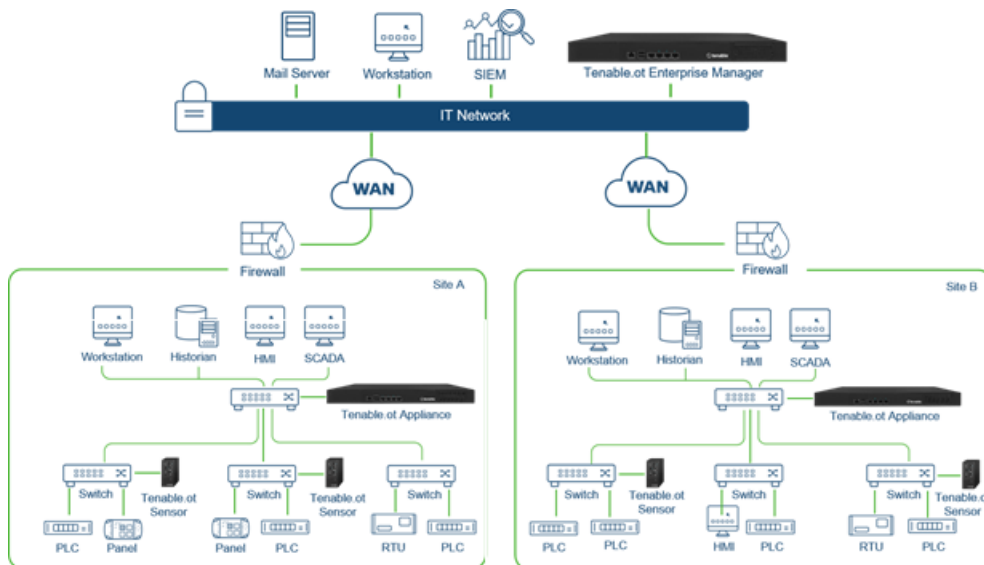 Mail Server
Workstation
SIEM
tenable
Tenable.ot Enterprise Manager
IT Network
WAN
WAN
Firewall
Firewall
Site A
Site B
Workstation
Historian
HMI
SCADA
Workstation
Historian
HMI
SCADA
Tenable.ot Appliance
Tenable.ot Appliance
Switch
Tenable.ot
Sensor
Switch
Tenable.ot
Sensor
Switch
Switch
Tenable.ot
Sensor
Switch
Switch
Tenable.ot
Sensor
PLC
Panel
Panel
PLC
RTU
PLC
PLC
PLC
HMI
PLC
RTU
PLC